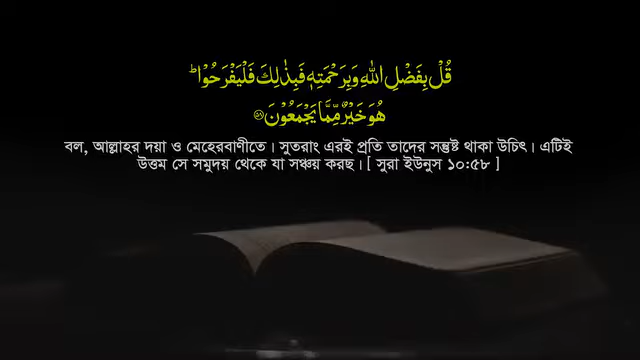 قُلْ بِفَضْلِ اللّٰهِ وَبِرَحْمَتِهٖ فَبِذٰلِكَ فَلْيَفْرَحُوْا ؕ
هُوَ خَيْرٌ مِّمَّا يَجْمَعُوْنَ ۝۵۸
বল, আল্লাহর দয়া ও মেহেরবাণীতে। সুতরাং এরই প্রতি তাদের সন্তুষ্ট থাকা উচিৎ। এটিই
উত্তম সে সমুদয় থেকে যা সঞ্চয় করছ। [ সুরা ইউনুস ১০:৫৮ ]